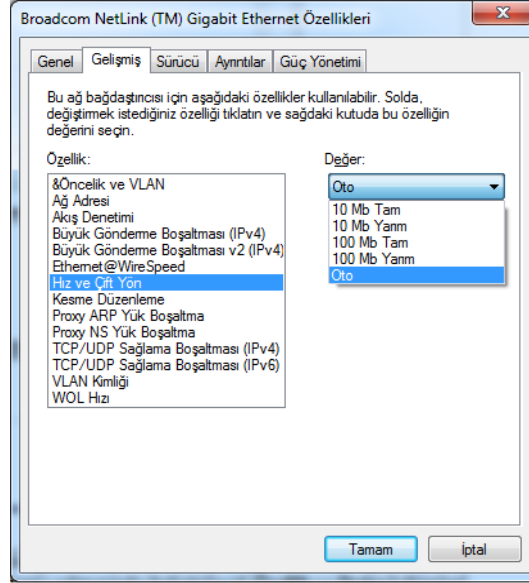 Broadcom NetLink (TM) Gigabit Ethernet Özellikleri
Genel Gelişmiş Sürücü Ayrıntılar Güç Yönetimi
Bu ağ bağdaştırıcısı için aşağıdaki özellikler kullanılabilir. Solda,
değiştirmek istediğiniz özelliği tıklatın ve sağdaki kutuda bu özelliğin
değerini seçin.
Özellik:
&Öncelik ve VLAN
Ağ Adresi
Akış Denetimi
Büyük Gönderme Boşaltması (IPv4)
Büyük Gönderme Boşaltması v2 (IPv4)
Ethernet@WireSpeed
Hız ve Çift Yön
Kesme Düzenleme
Proxy ARP Yük Boşaltma
Proxy NS Yük Boşaltma
TCP/UDP Sağlama Boşaltması (IPv4)
TCP/UDP Sağlama Boşaltması (IPv6)
VLAN Kimliği
WOL Hızı
Değer:
Oto
10 Mb Tam
10 Mb Yarım
100 Mb Tam
100 Mb Yarım
Oto
Tamam İptal